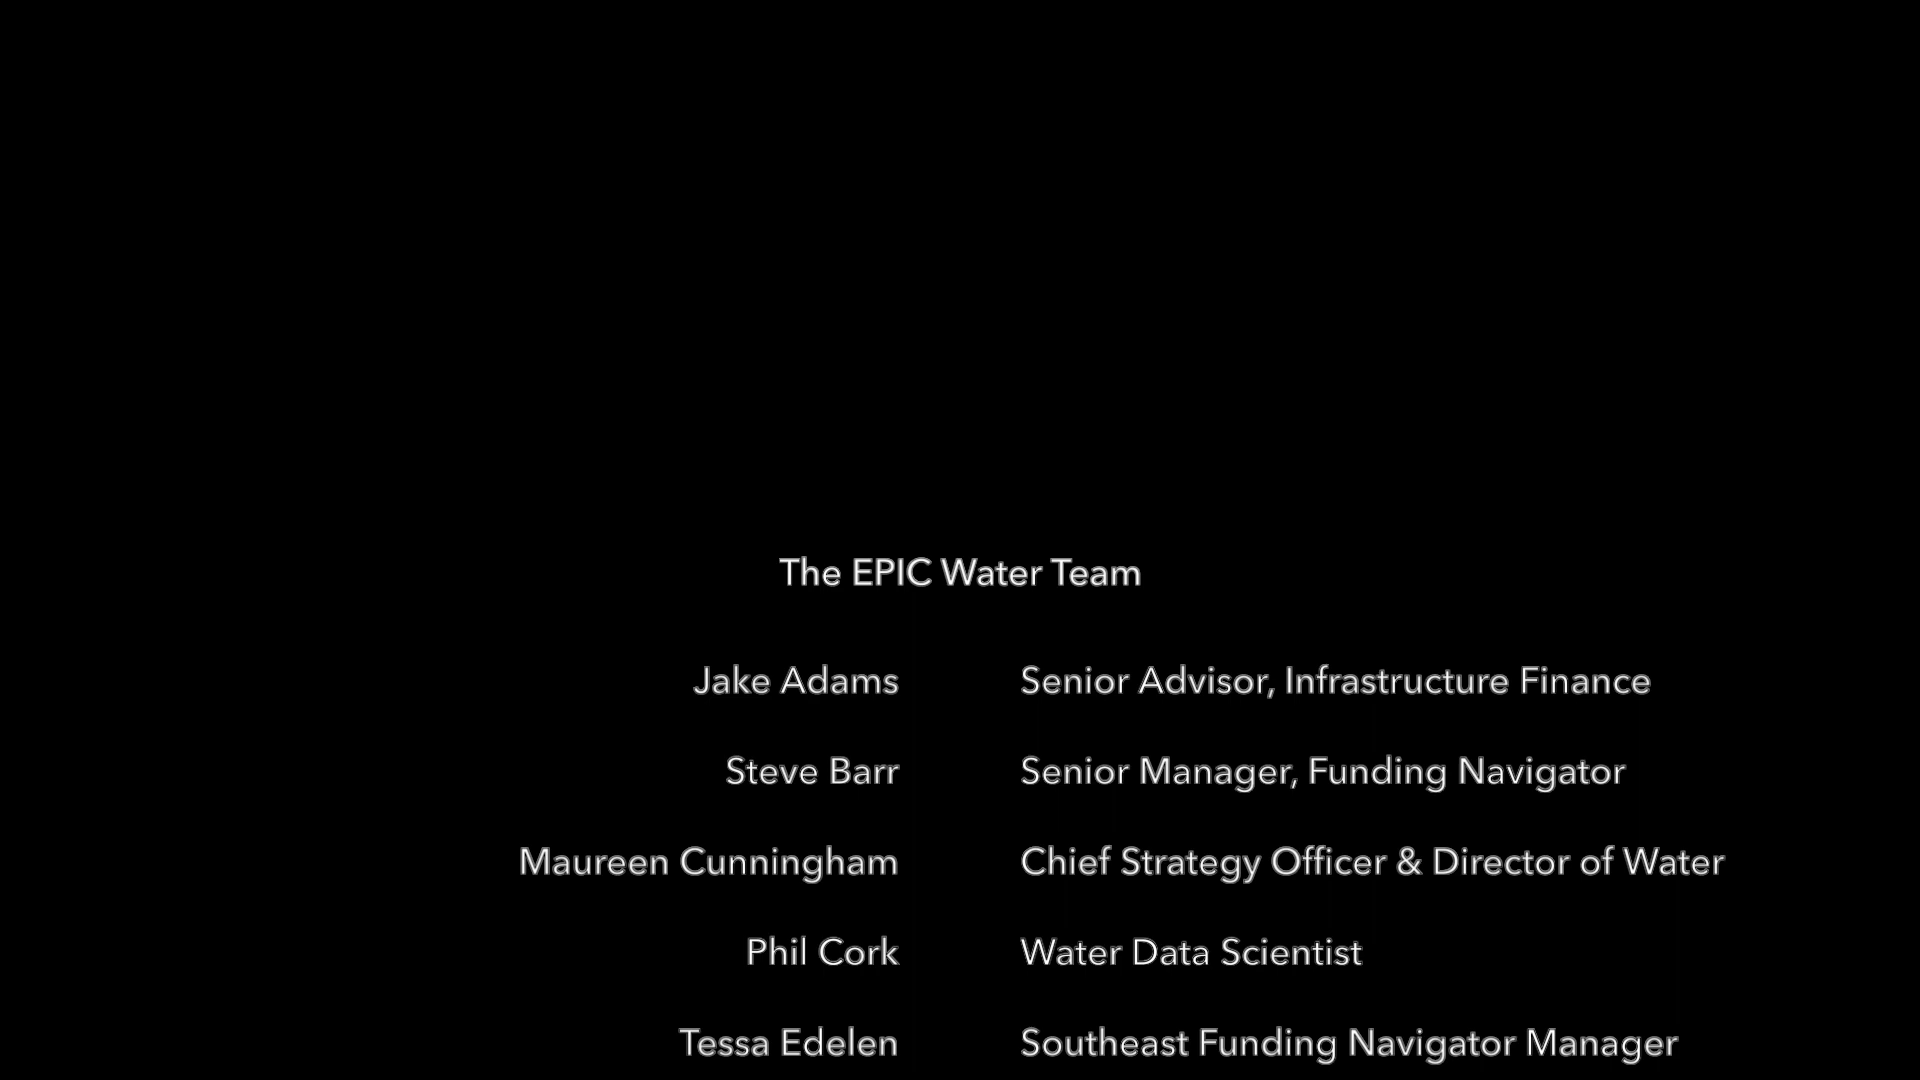 The EPIC Water Team
Jake Adams Senior Advisor, Infrastructure Finance
Steve Barr Senior Manager, Funding Navigator
Maureen Cunningham Chief Strategy Officer & Director of Water
Phil Cork Water Data Scientist
Tessa Edelen Southeast Funding Navigator Manager